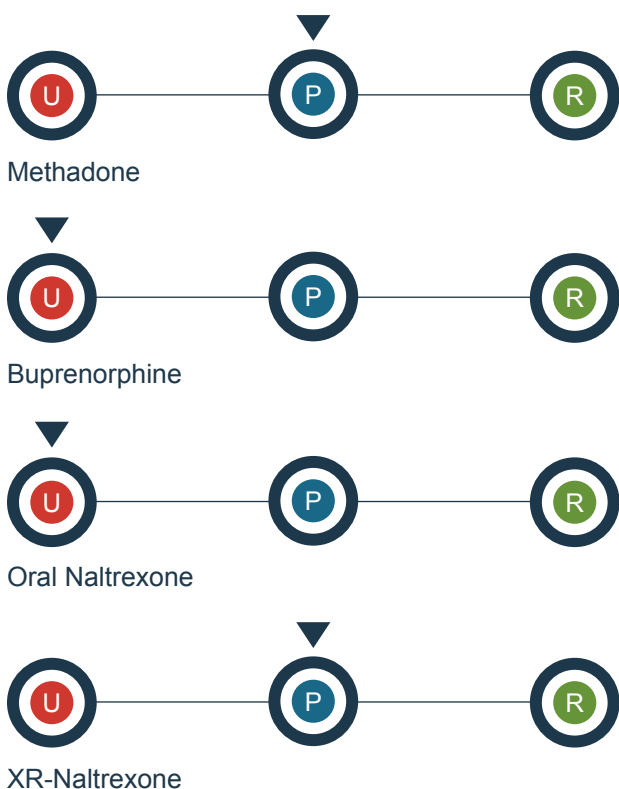 U P R
Methadone
U P R
Buprenorphine
U P R
Oral Naltrexone
U P R
XR-Naltrexone